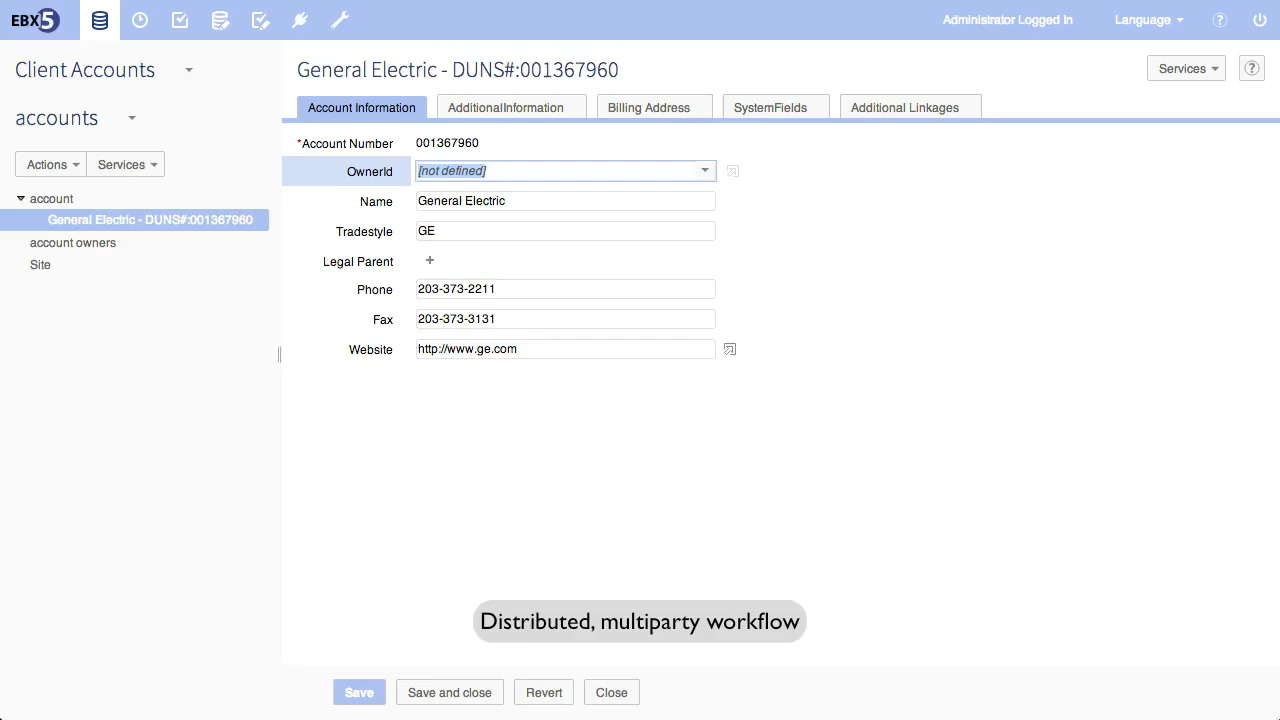 EBX5
Administrator Logged In
Language
?
Client Accounts
accounts
Actions
Services
account
General Electric - DUNS#:001367960
account owners
Site
General Electric - DUNS#:001367960
Services
?
Account Information
AdditionalInformation
Billing Address
SystemFields
Additional Linkages
*Account Number 001367960
OwnerId [not defined]
Name General Electric
Tradestyle GE
Legal Parent +
Phone 203-373-2211
Fax 203-373-3131
Website http://www.ge.com
Distributed, multiparty workflow
Save
Save and close
Revert
Close